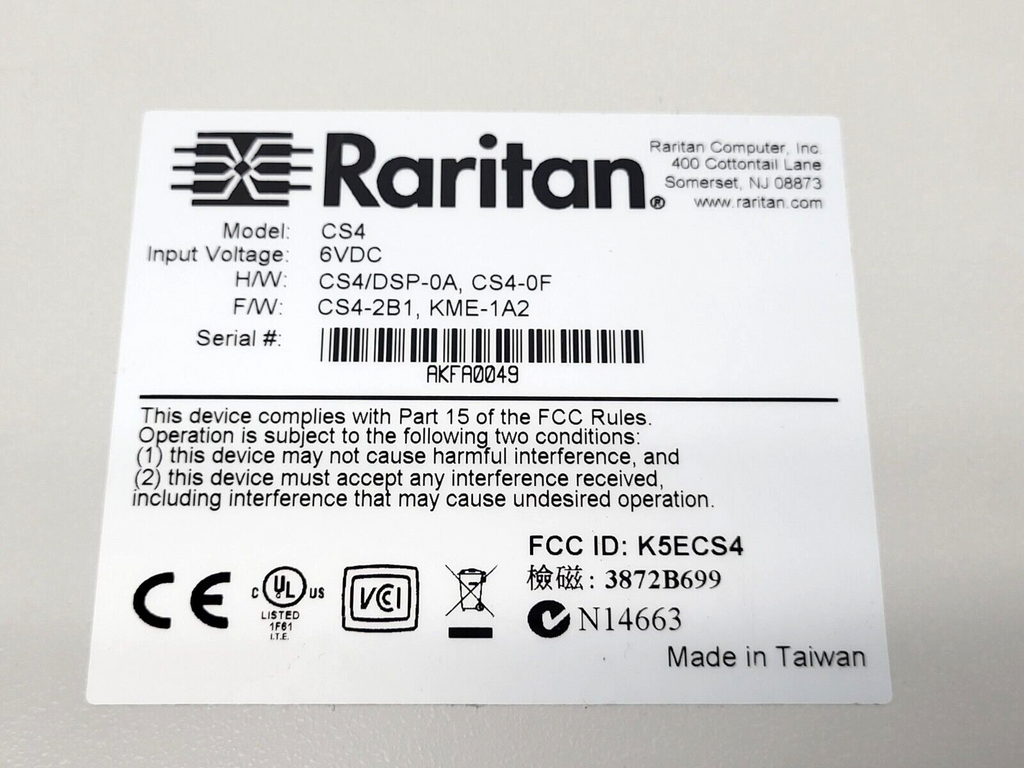 Raritan®
Raritan Computer, Inc.
400 Cottontail Lane
Somerset, NJ 08873
www.raritan.com
Model: CS4
Input Voltage: 6VDC
H/W: CS4/DSP-0A, CS4-0F
F/W: CS4-2B1, KME-1A2
Serial #:
AKFA0049
This device complies with Part 15 of the FCC Rules.
Operation is subject to the following two conditions:
(1) this device may not cause harmful interference, and
(2) this device must accept any interference received,
including interference that may cause undesired operation.
FCC ID: K5ECS4
檢磁: 3872B699
N14663
CE
C UL US
LISTED
1F61
I.T.E.
VCI
Made in Taiwan